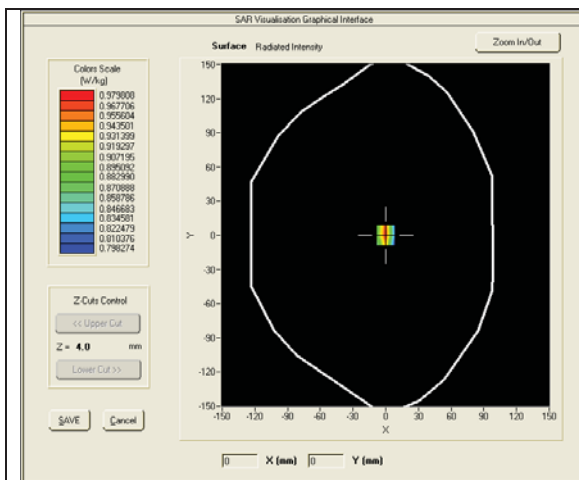 SAR Visualisation Graphical Interface
Surface Radiated Intensity
Zoom In/Out
Colors Scale
(W/kg)
0.979808
0.967706
0.955604
0.943501
0.931399
0.919297
0.907195
0.895092
0.882990
0.870888
0.858786
0.846683
0.834581
0.822479
0.810376
0.798274
Z-Cuts Control
<< Upper Cut
Z = 4.0 mm
Lower Cut >>
SAVE Cancel
150-
120-
90-
60-
30-
0-
-30-
-60-
-90-
-120-
-150-
Y
-150 -120 -90 -60 -30 0 30 60 90 120 150
X
0 X (mm) 0 Y (mm)